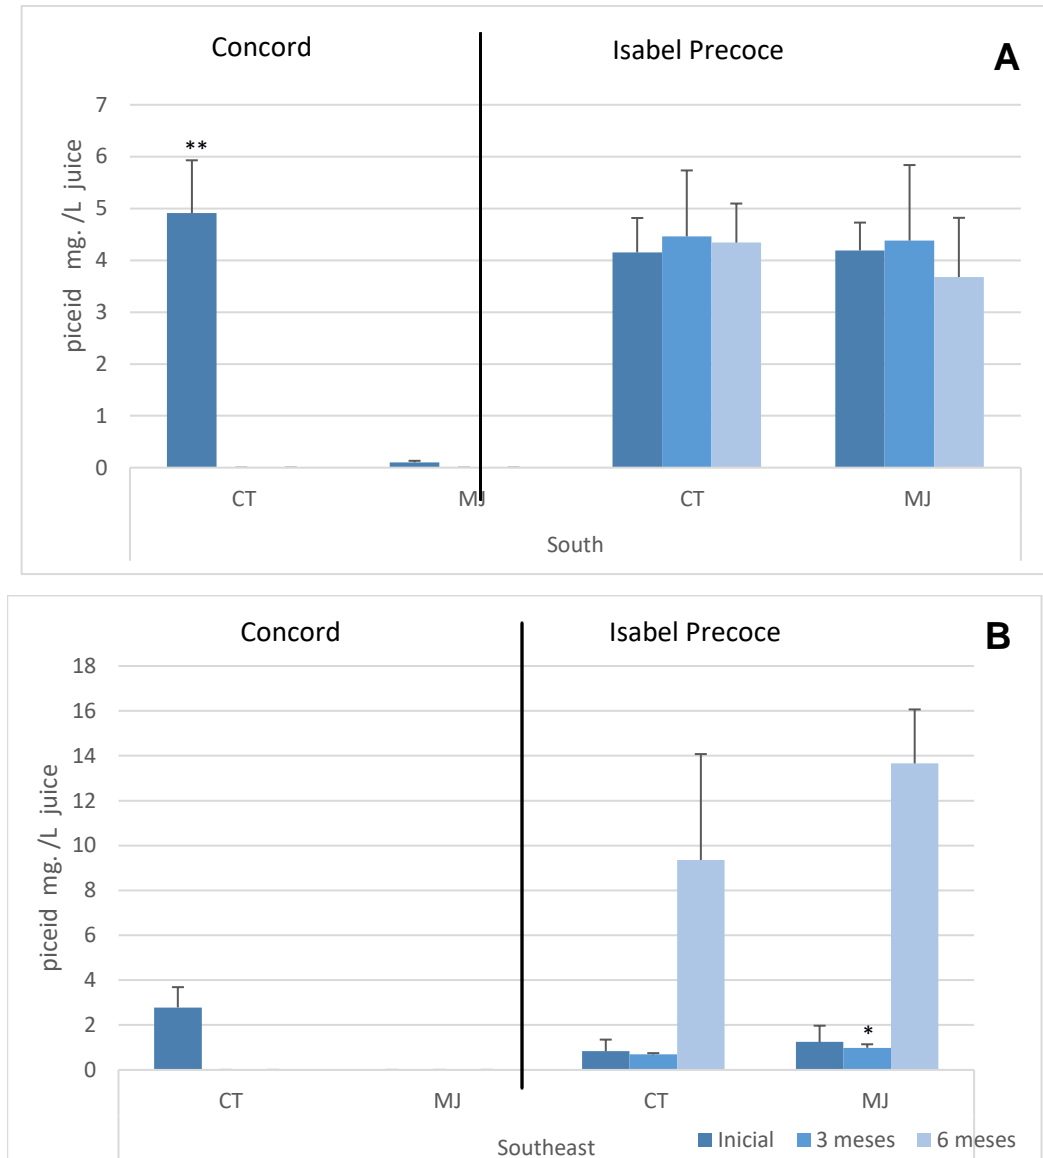 Concord Isabel Precoce A
7
6
5
4
3
2
1
0
piceid mg. /L juice
**
CT MJ CT MJ
South
Concord Isabel Precoce B
18
16
14
12
10
8
6
4
2
0
piceid mg. /L juice
*
CT MJ CT MJ
Southeast
Inicial 3 meses 6 meses